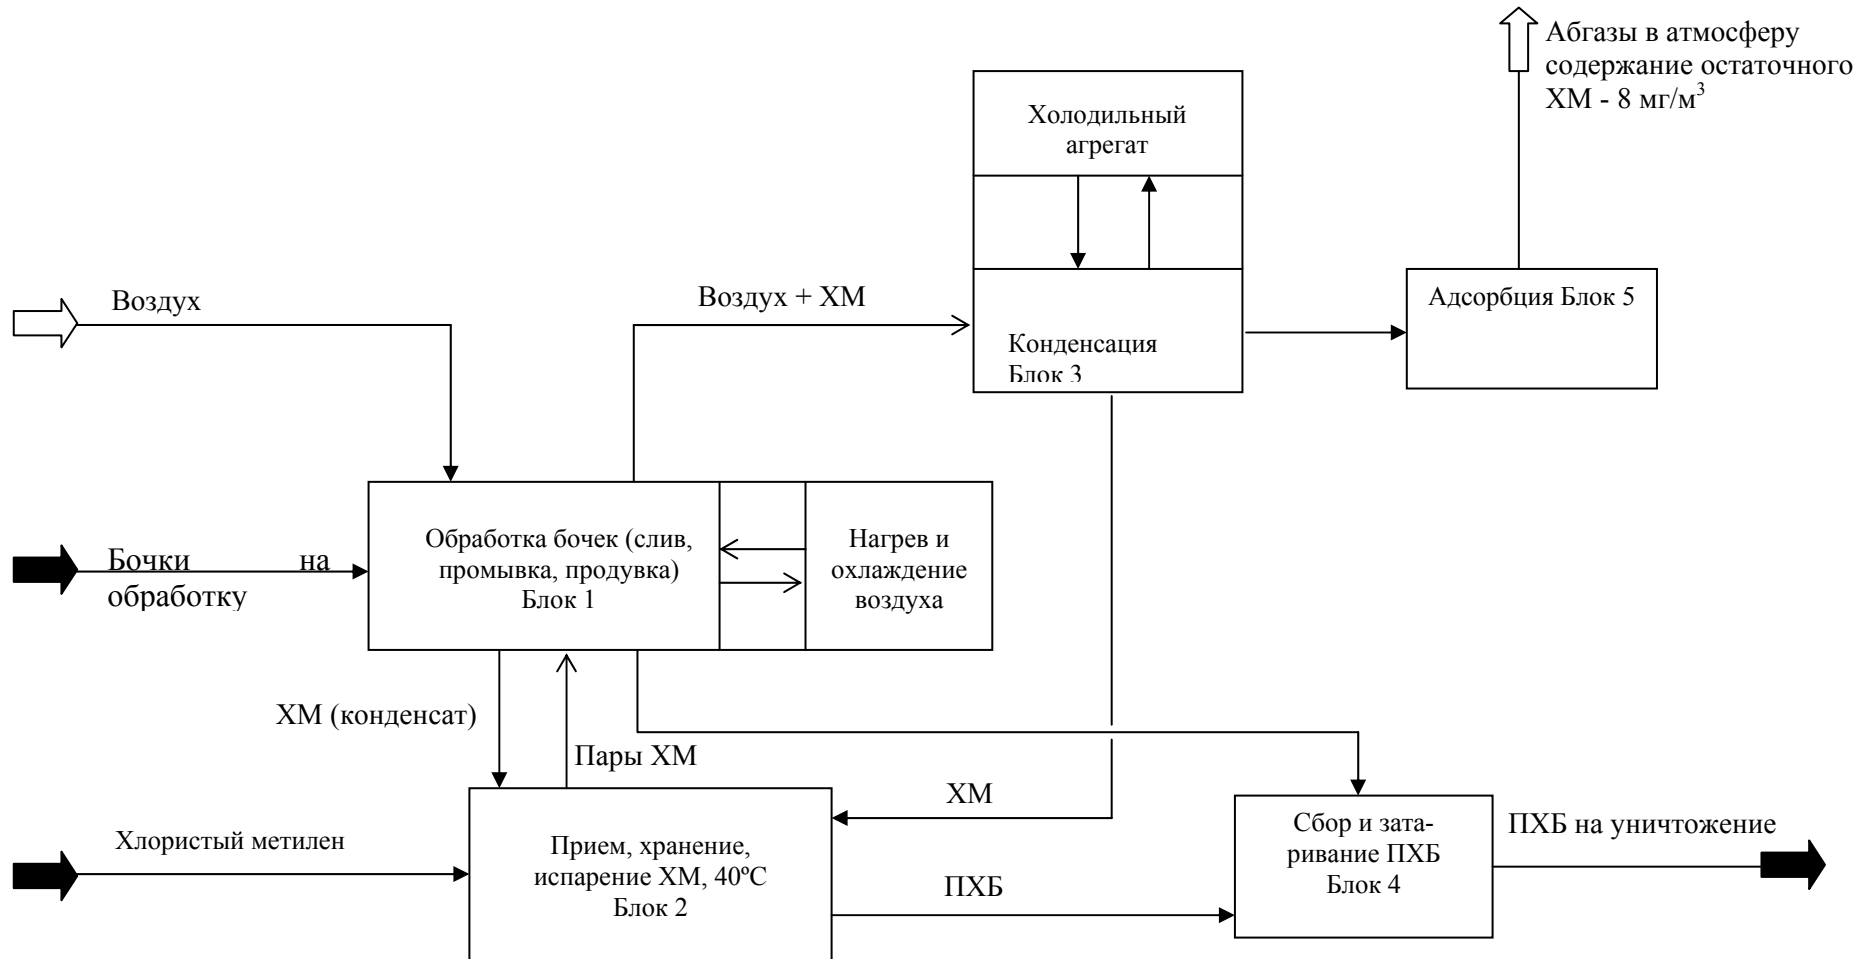 Абгазы в атмосферу
содержание остаточного
ХМ - 8 мг/м³
Холодильный
агрегат
Воздух
Воздух + ХМ
Адсорбция Блок 5
Конденсация
Блок 3
Бочки на
обработку
Обработка бочек (слив,
промывка, продувка)
Блок 1
Нагрев и
охлаждение
воздуха
ХМ (конденсат)
Пары ХМ
ХМ
Хлористый метилен
Прием, хранение,
испарение ХМ, 40ºС
Блок 2
ПХБ
Сбор и зата-
ривание ПХБ
Блок 4
ПХБ на уничтожение